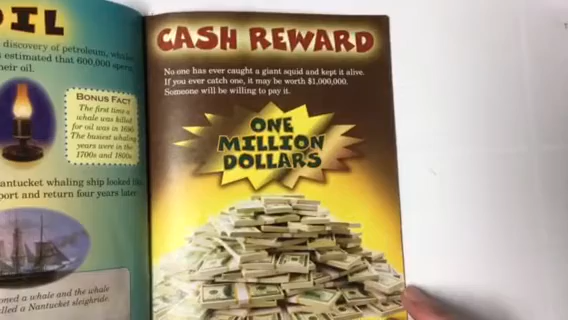 OIL
discovery of petroleum,
estimated that 600,000 sperm
their oil.
BONUS FACT
The first time a
whale was killed
for oil was in 1690.
The busiest whaling
years were in the
1700s and 1800s.
Nantucket whaling ship looked
port and return four years later
a whale and the whale
called a Nantucket sleighride.
CASH REWARD
No one has ever caught a giant squid and kept it alive.
If you ever catch one, it may be worth $1,000,000.
Someone will be willing to pay it.
ONE
MILLION
DOLLARS